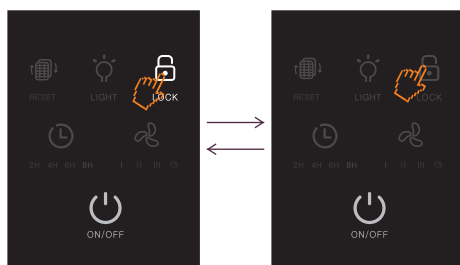 RESET LIGHT LOCK
2H 4H 6H 8H I II III
ON/OFF
RESET LIGHT LOCK
2H 4H 6H 8H I II III
ON/OFF